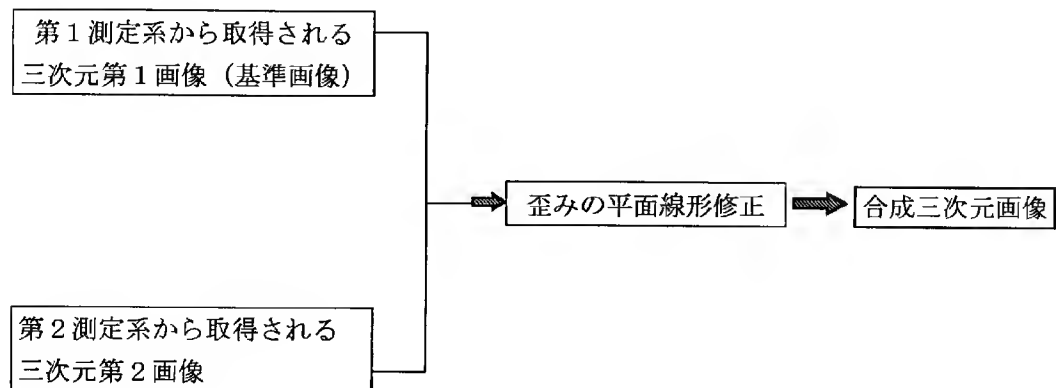 第1測定系から取得される
三次元第1画像（基準画像）
歪みの平面線形修正
合成三次元画像
第2測定系から取得される
三次元第2画像